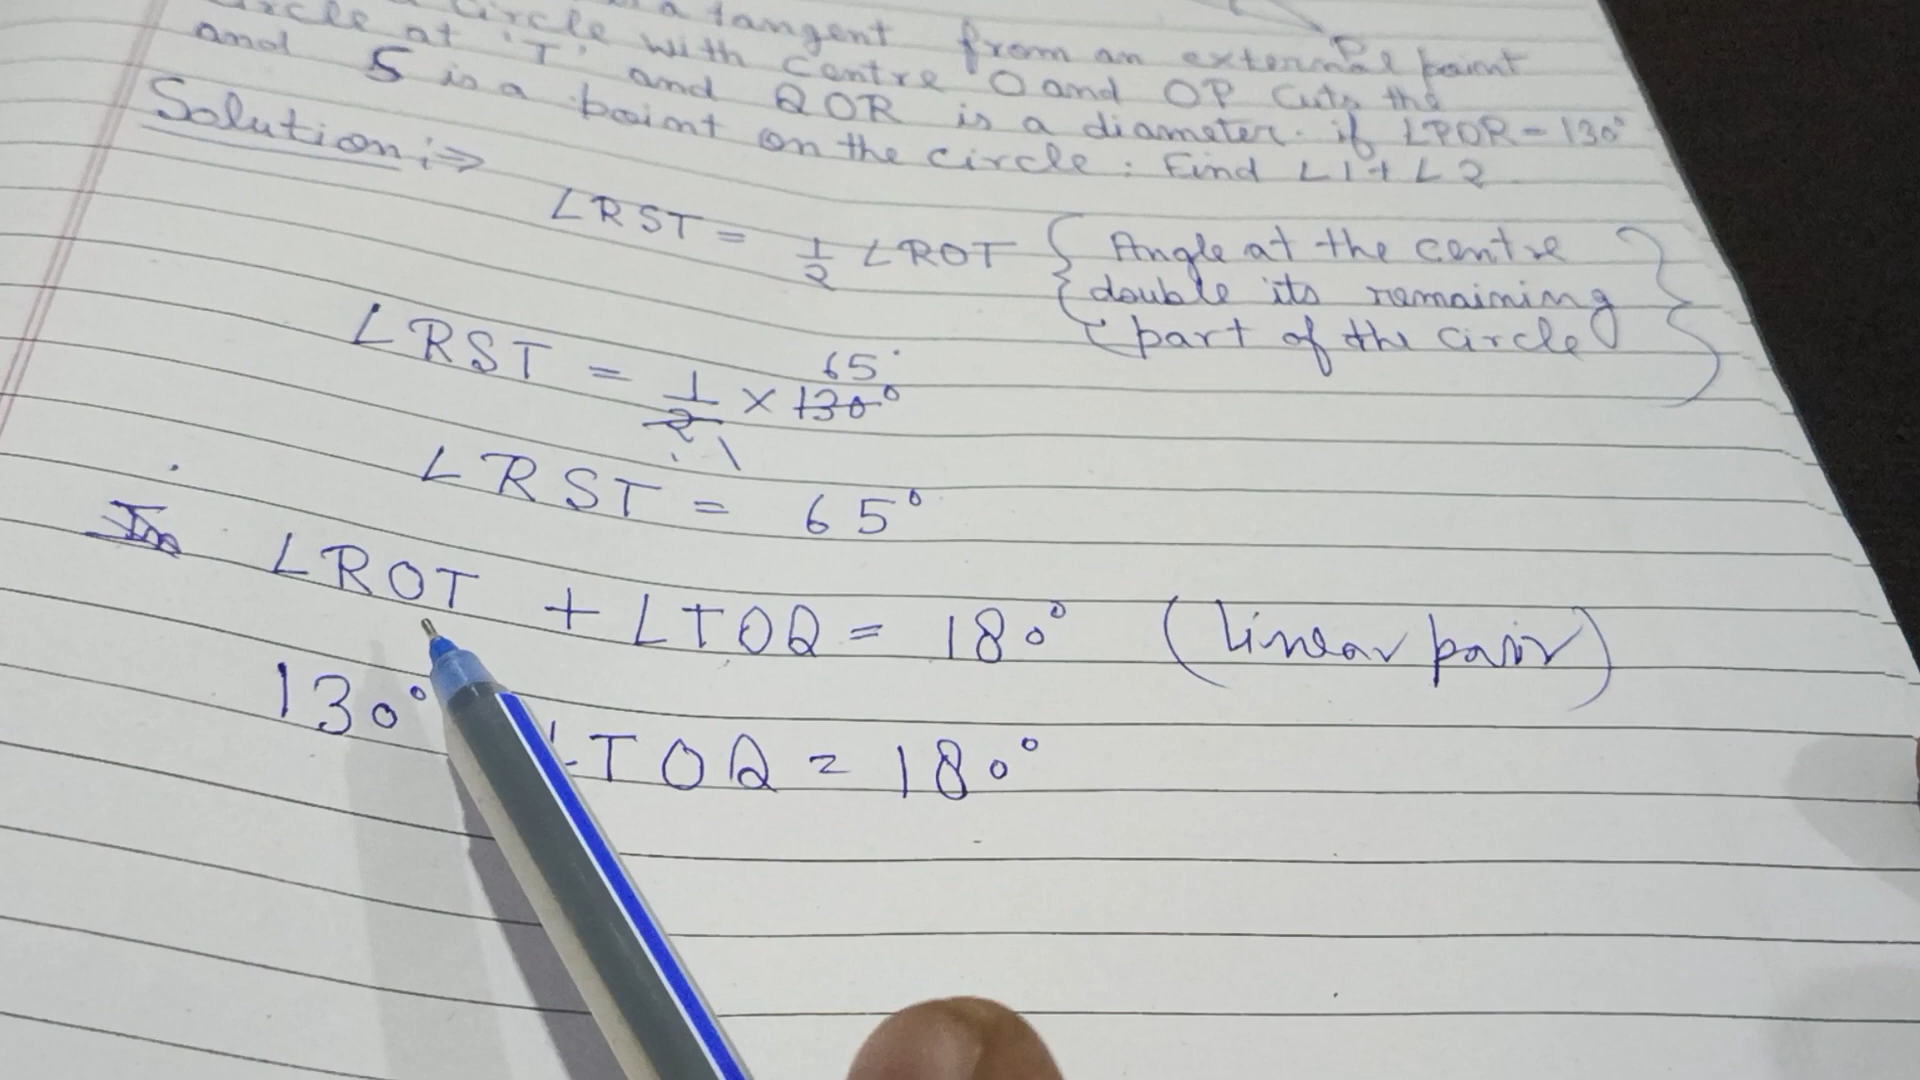 a tangent from an external point
circle with centre O and OP cuts the
circle at 'T' and QOR is a diameter. if ∠POR = 130°
and S is a point on the circle : Find ∠1 + ∠2
Solution :⇒
∠RST = 1/2 ∠ROT { Angle at the centre
double its remaining
part of the circle }
∠RST = 1/2 × 130° 65° 1
∠RST = 65°
In ∠ROT + ∠TOQ = 180° (linear pair)
130° ∠TOQ = 180°